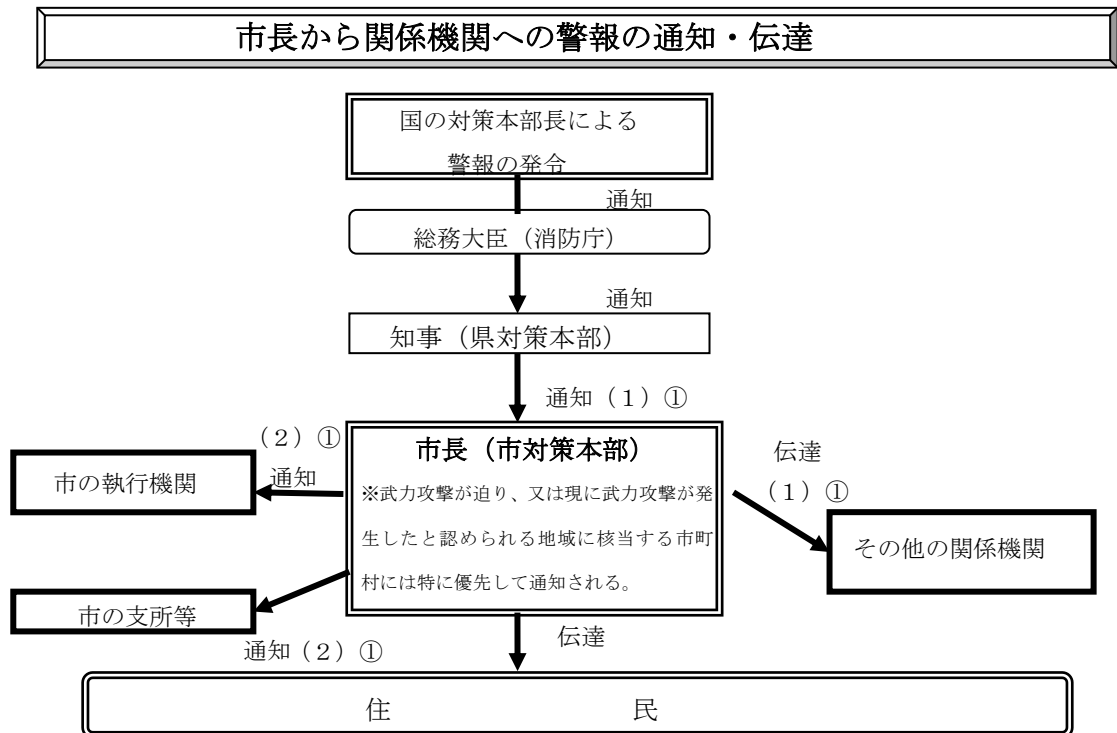 市長から関係機関への警報の通知・伝達
国の対策本部長による
警報の発令
通知
総務大臣（消防庁）
通知
知事（県対策本部）
通知（１）①
（２）①
通知
市の執行機関
市長（市対策本部）
※武力攻撃が迫り、又は現に武力攻撃が発
生したと認められる地域に核当する市町
村には特に優先して通知される。
伝達
（１）①
その他の関係機関
市の支所等
通知（２）①
伝達
住　　　　　民